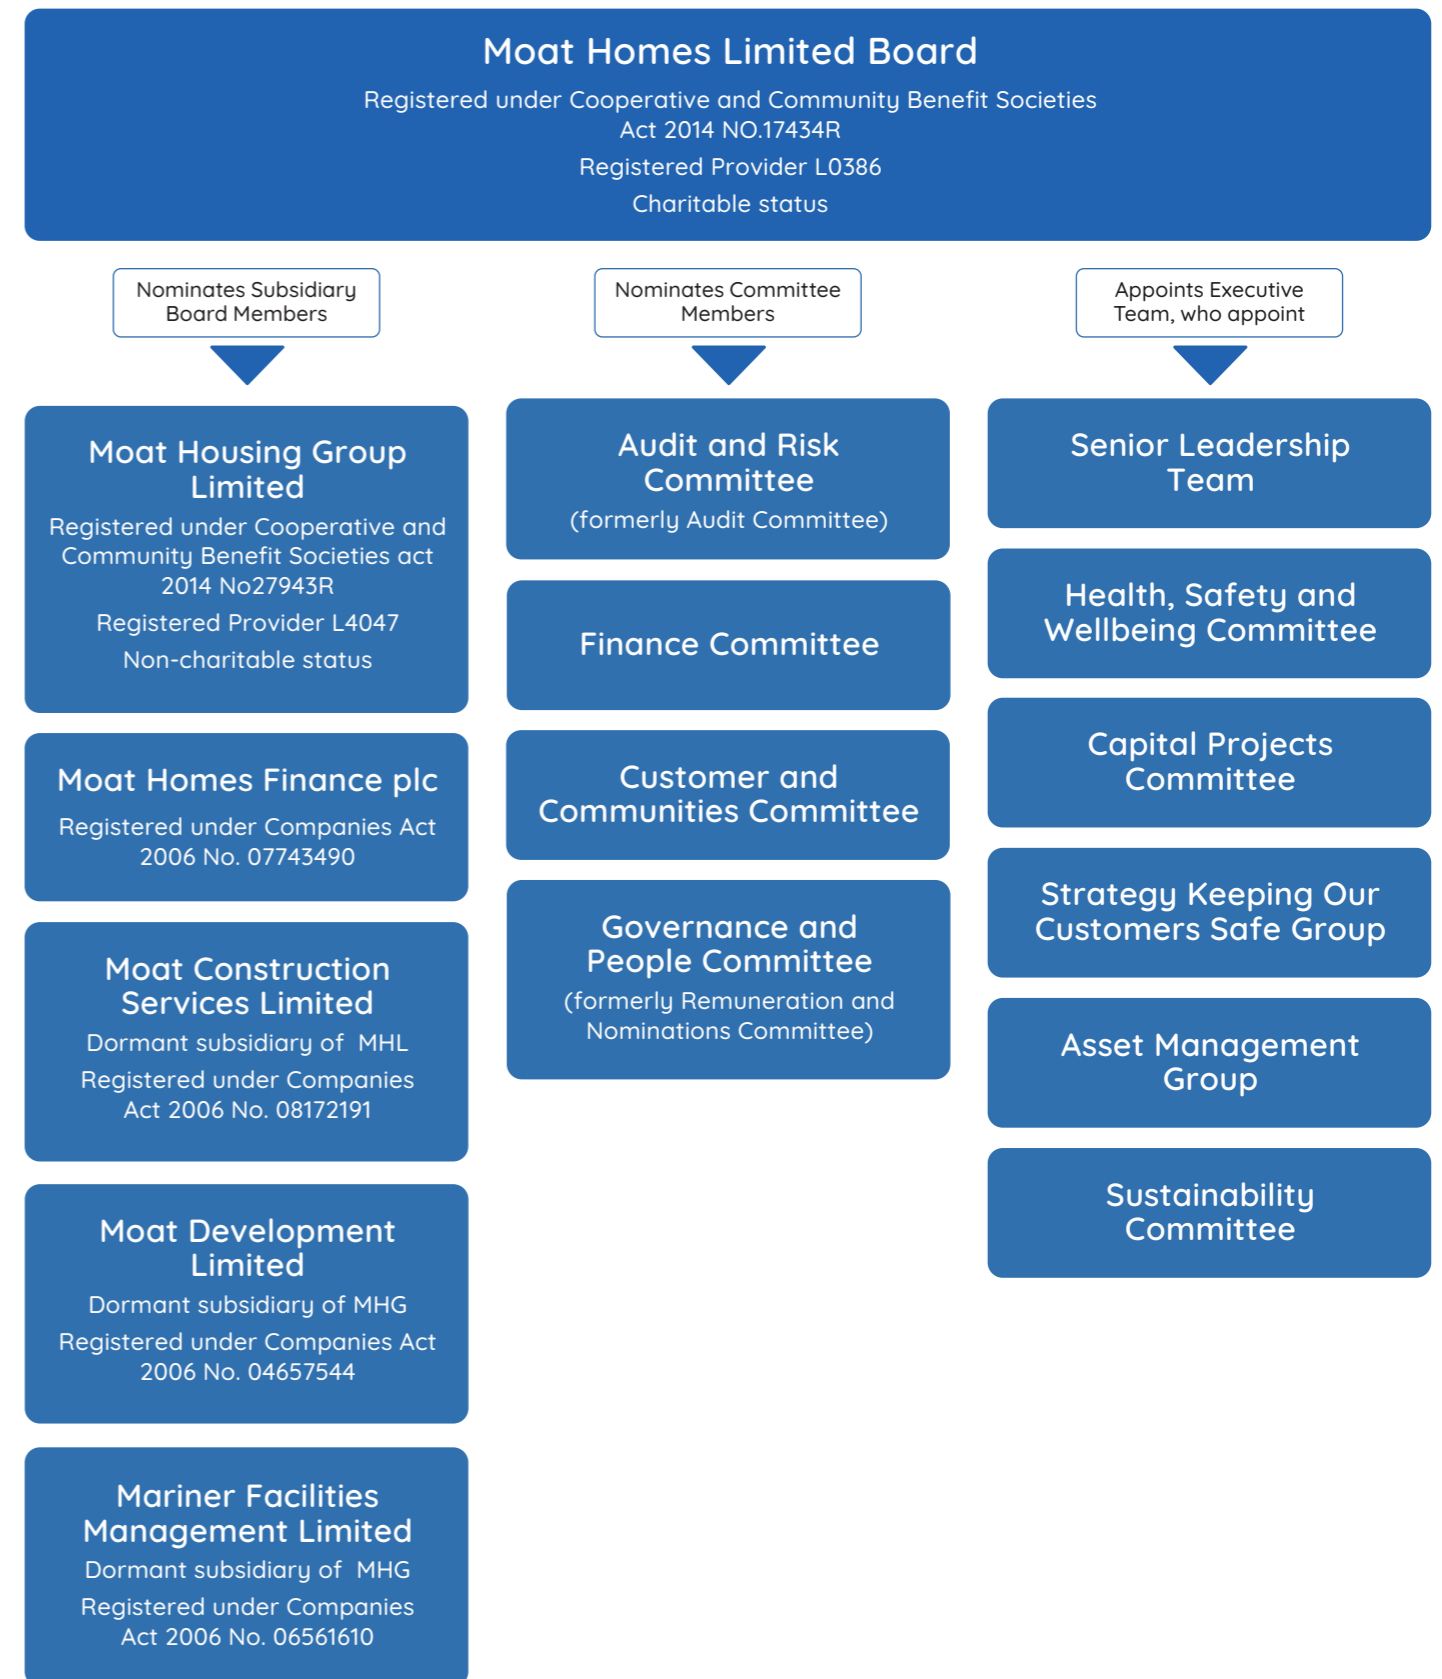 Moat Homes Limited Board
Registered under Cooperative and Community Benefit Societies
Act 2014 NO.17434R
Registered Provider L0386
Charitable status
Nominates Subsidiary
Board Members
Moat Housing Group
Limited
Registered under Cooperative and
Community Benefit Societies act
2014 No27943R
Registered Provider L4047
Non-charitable status
Moat Homes Finance plc
Registered under Companies Act
2006 No. 07743490
Moat Construction
Services Limited
Dormant subsidiary of  MHL
Registered under Companies
Act 2006 No. 08172191
Moat Development
Limited
Dormant subsidiary of MHG
Registered under Companies Act
2006 No. 04657544
Mariner Facilities
Management Limited
Dormant subsidiary of  MHG
Registered under Companies
Act 2006 No. 06561610
Nominates Committee
Members
Audit and Risk
Committee
(formerly Audit Committee)
Finance Committee
Customer and
Communities Committee
Governance and
People Committee
(formerly Remuneration and
Nominations Committee)
Appoints Executive
Team, who appoint
Senior Leadership
Team
Health, Safety and
Wellbeing Committee
Capital Projects
Committee
Strategy Keeping Our
Customers Safe Group
Asset Management
Group
Sustainability
Committee